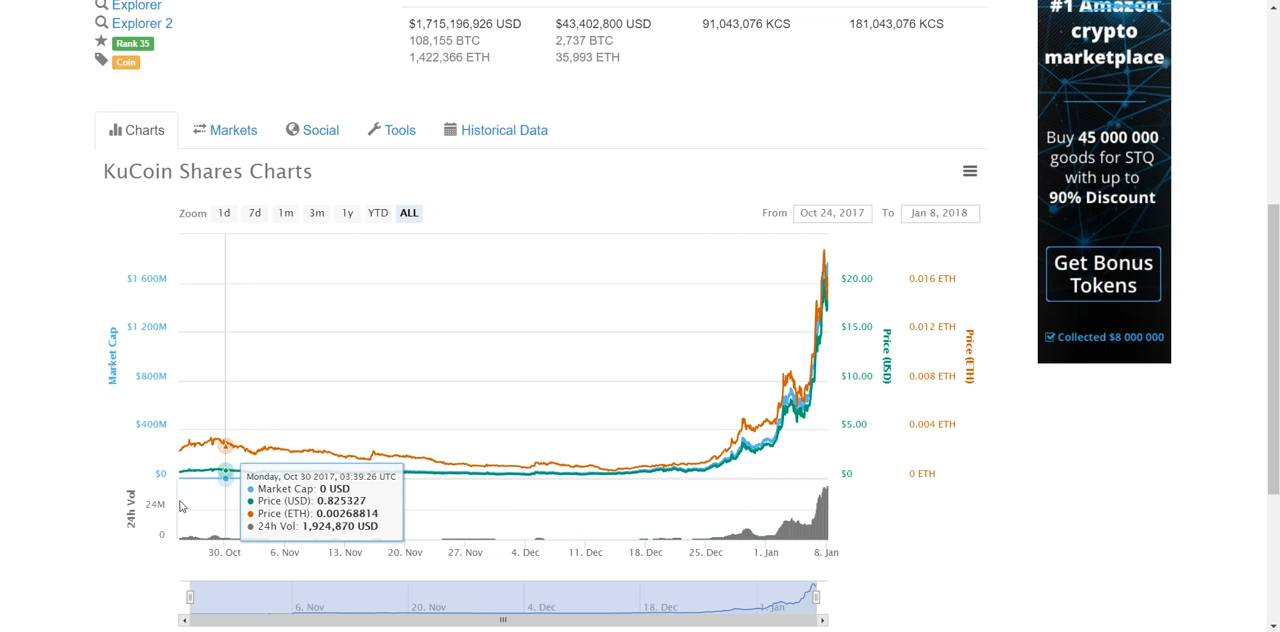 Explorer
Explorer 2
Rank 35
Coin
$1,715,196,926 USD $43,402,800 USD 91,043,076 KCS 181,043,076 KCS
108,155 BTC 2,737 BTC
1,422,366 ETH 35,993 ETH
Charts Markets Social Tools Historical Data
KuCoin Shares Charts
Zoom 1d 7d 1m 3m 1y YTD ALL From Oct 24, 2017 To Jan 8, 2018
$1 600M $20.00 0.016 ETH
$1 200M $15.00 0.012 ETH
$800M $10.00 0.008 ETH
$400M $5.00 0.004 ETH
$0 $0 0 ETH
Market Cap
Price (USD)
Price (ETH)
24h Vol
24M
0
Monday, Oct 30 2017, 03:39:26 UTC
Market Cap: 0 USD
Price (USD): 0.825327
Price (ETH): 0.00268814
24h Vol: 1,924,870 USD
30. Oct 6. Nov 13. Nov 20. Nov 27. Nov 4. Dec 11. Dec 18. Dec 25. Dec 1. Jan 8. Jan
6. Nov 20. Nov 4. Dec 18. Dec 1. Jan
#1 Amazon
crypto
marketplace
Buy 45 000 000
goods for STQ
with up to
90% Discount
Get Bonus
Tokens
Collected $8 000 000